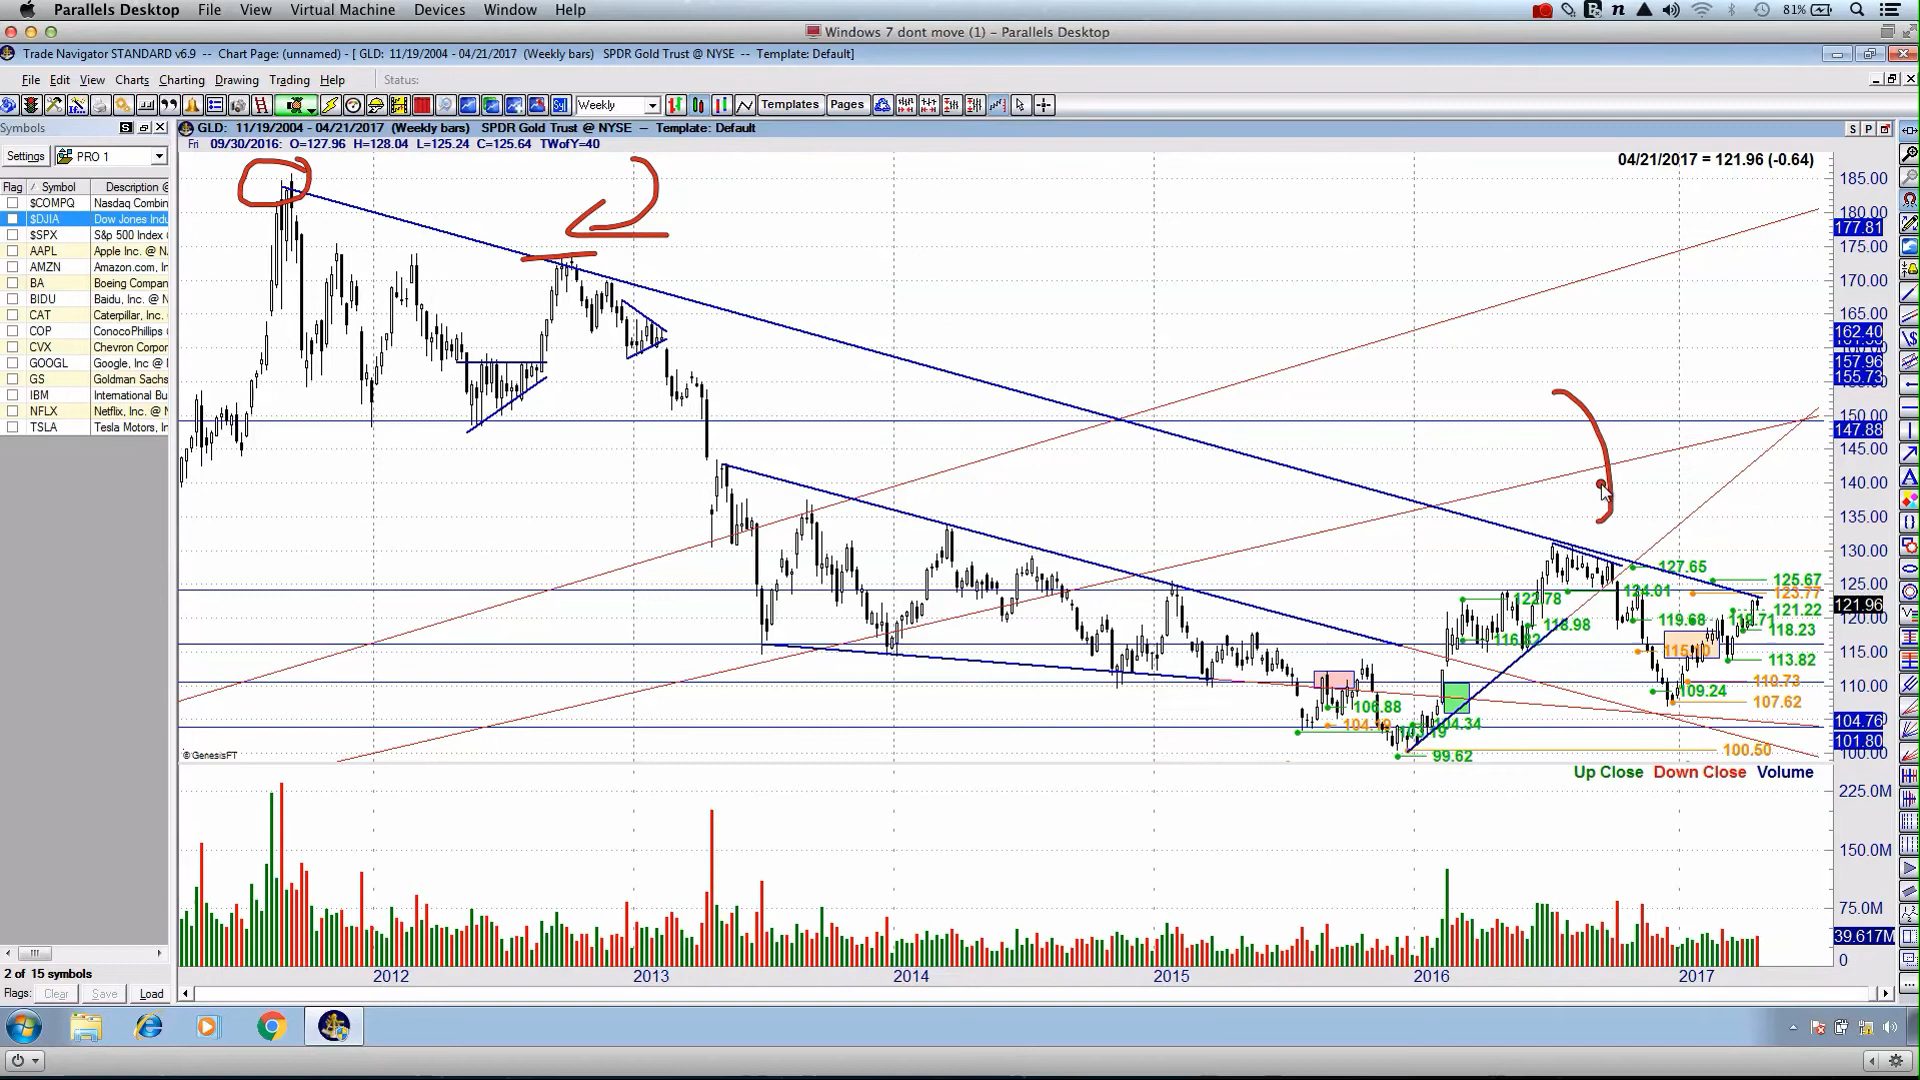 Parallels Desktop File View Virtual Machine Devices Window Help 81%
Windows 7 dont move (1) - Parallels Desktop
Trade Navigator STANDARD v6.9 -- Chart Page: (unnamed) - [ GLD: 11/19/2004 - 04/21/2017 (Weekly bars) SPDR Gold Trust @ NYSE -- Template: Default]
File Edit View Charts Charting Drawing Trading Help Status:
Weekly Templates Pages
Symbols
GLD: 11/19/2004 - 04/21/2017 (Weekly bars) SPDR Gold Trust @ NYSE -- Template: Default
S P
Fri 09/30/2016: O=127.96 H=128.04 L=125.24 C=125.64 TWofY=40
Settings PRO 1
04/21/2017 = 121.96 (-0.64)
Flag Symbol Description @
$COMPQ Nasdaq Combin
$DJIA Dow Jones Indu
$SPX S&p 500 Index
AAPL Apple Inc. @ N
AMZN Amazon.com, In
BA Boeing Compan
BIDU Baidu, Inc. @ N
CAT Caterpillar, Inc
COP ConocoPhillips
CVX Chevron Corpor
GOOGL Google, Inc @
GS Goldman Sachs
IBM International Bu
NFLX Netflix, Inc. @ N
TSLA Tesla Motors, In
185.00
180.00
177.81
175.00
170.00
165.00
162.40
157.96
155.73
150.00
147.88
145.00
140.00
135.00
130.00
125.00
121.96
120.00
115.00
110.00
104.76
101.80
100.00
127.65
125.67
124.01
123.77
122.78
121.22
119.68
118.98
118.23
116.82
115.10
113.82
110.73
109.24
107.62
106.88
104.19
104.34
103.19
100.50
99.62
© GenesisFT
Up Close Down Close Volume
225.0M
150.0M
75.0M
39.617M
0
2012 2013 2014 2015 2016 2017
2 of 15 symbols
Flags: Clear Save Load